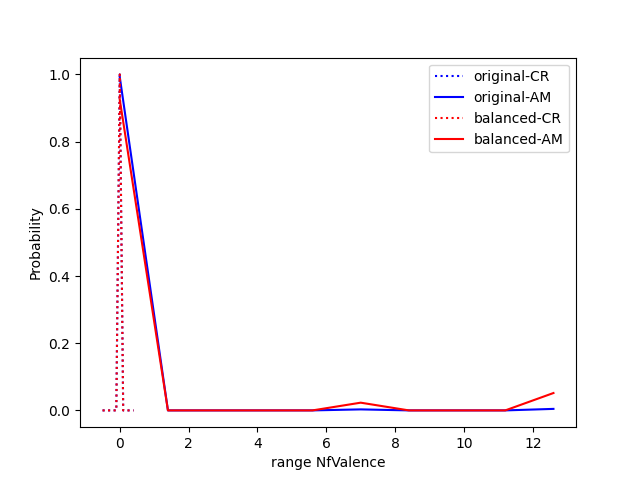 original-CR
original-AM
balanced-CR
balanced-AM
1.0
0.8
0.6
0.4
0.2
0.0
Probability
0 2 4 6 8 10 12
range NfValence